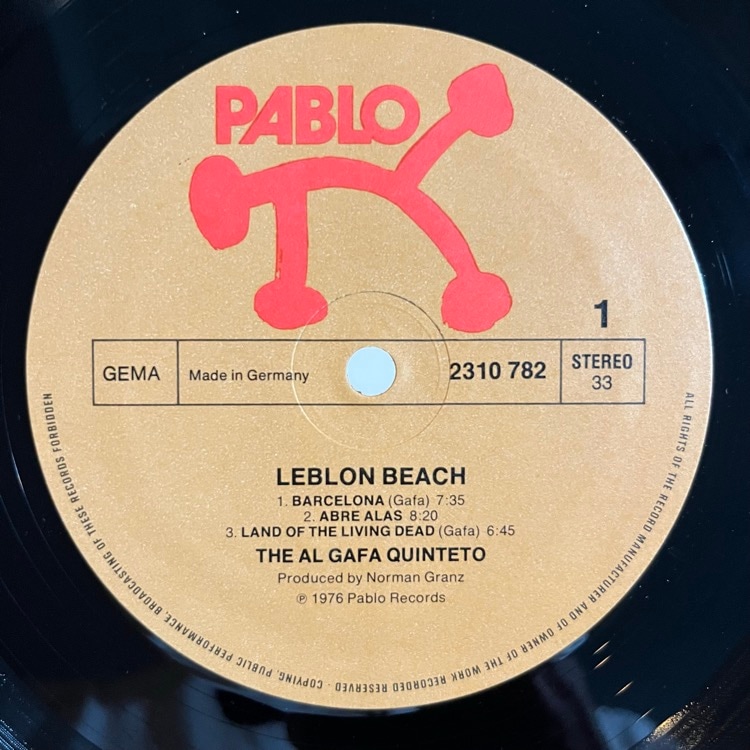 PABLO
1
GEMA
Made in Germany
2310 782
STEREO
33
LEBLON BEACH
1. BARCELONA (Gafa) 7:35
2. ABRE ALAS 8:20
3. LAND OF THE LIVING DEAD (Gafa) 6:45
THE AL GAFA QUINTETO
Produced by Norman Granz
℗ 1976 Pablo Records
ALL RIGHTS OF THE RECORD MANUFACTURER AND OF OWNER OF THE WORK RECORDED RESERVED · COPYING, PUBLIC PERFORMANCE, BROADCASTING OF THESE RECORDS FORBIDDEN